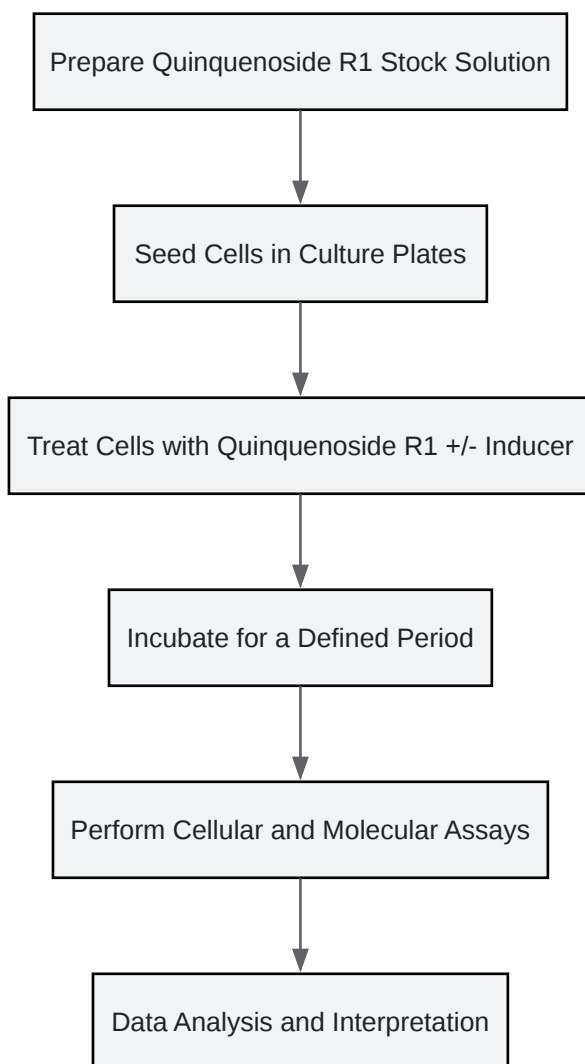 Prepare Quinquenoside R1 Stock Solution
Seed Cells in Culture Plates
Treat Cells with Quinquenoside R1 +/- Inducer
Incubate for a Defined Period
Perform Cellular and Molecular Assays
Data Analysis and Interpretation